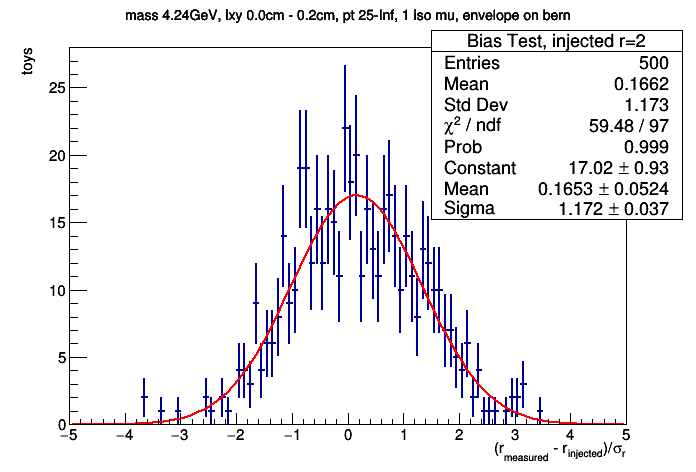 mass 4.24GeV, lxy 0.0cm - 0.2cm, pt 25-Inf, 1 Iso mu, envelope on bern
toys
Bias Test, injected r=2
Entries 500
Mean 0.1662
Std Dev 1.173
χ² / ndf 59.48 / 97
Prob 0.999
Constant 17.02 ± 0.93
Mean 0.1653 ± 0.0524
Sigma 1.172 ± 0.037
25
20
15
10
5
0
−5 −4 −3 −2 −1 0 1 2 3 4 5
(r_measured - r_injected)/σ_r